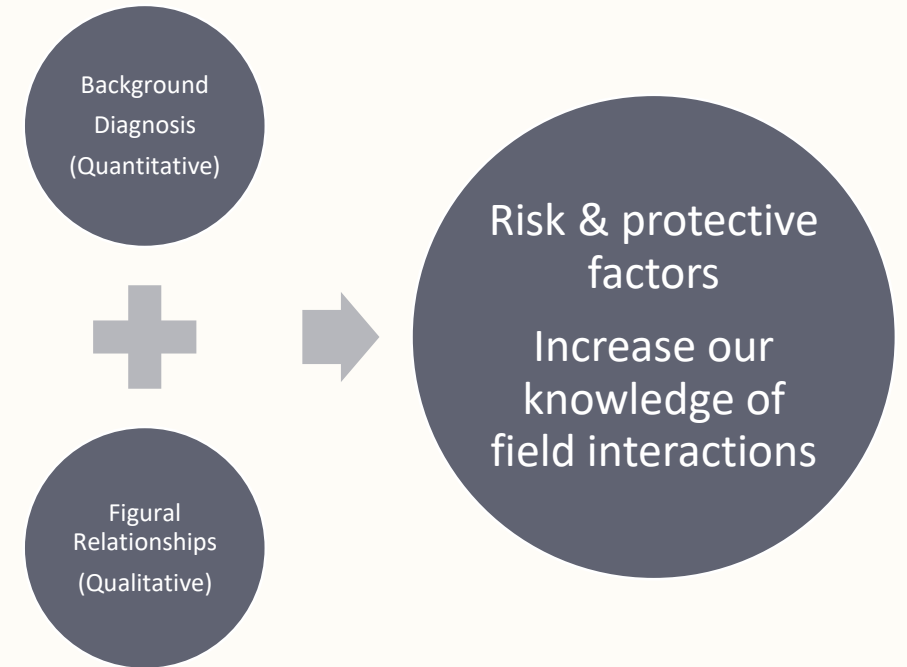 Background
Diagnosis
(Quantitative)
Figural
Relationships
(Qualitative)
Risk & protective
factors
Increase our
knowledge of
field interactions